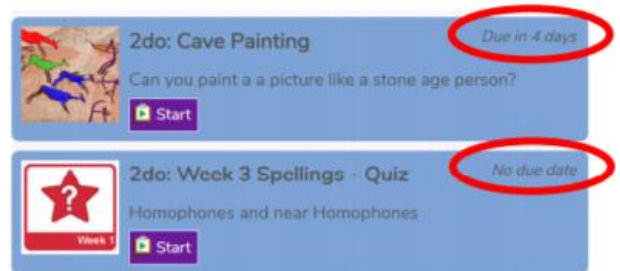 2do: Cave Painting
Due in 4 days
Can you paint a a picture like a stone age person?
Start
2do: Week 3 Spellings - Quiz
No due date
?
Week 1
Homophones and near Homophones
Start